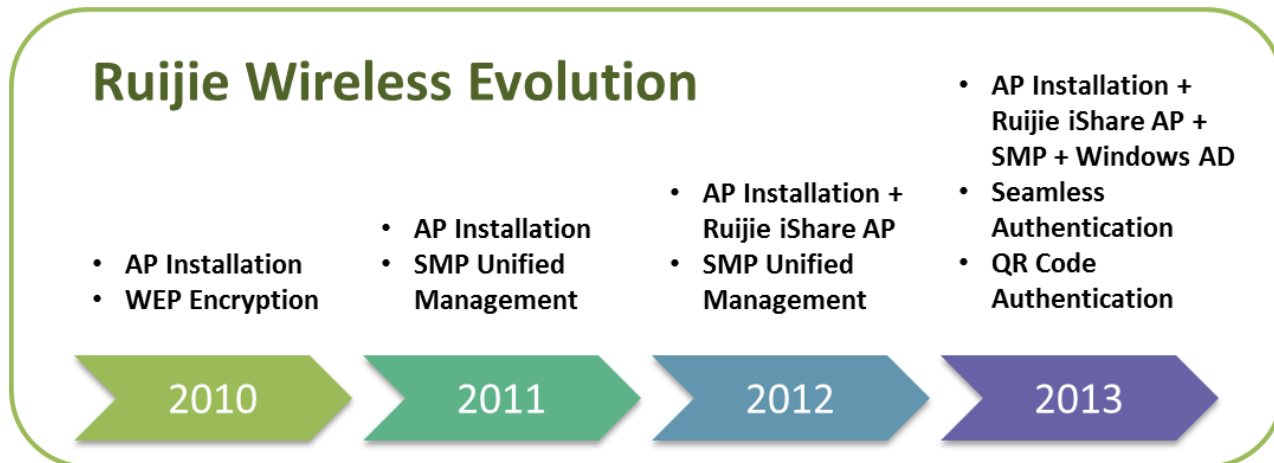 Ruijie Wireless Evolution
• AP Installation
• WEP Encryption
• AP Installation
• SMP Unified
Management
• AP Installation +
Ruijie iShare AP
• SMP Unified
Management
• AP Installation +
Ruijie iShare AP +
SMP + Windows AD
• Seamless
Authentication
• QR Code
Authentication
2010
2011
2012
2013